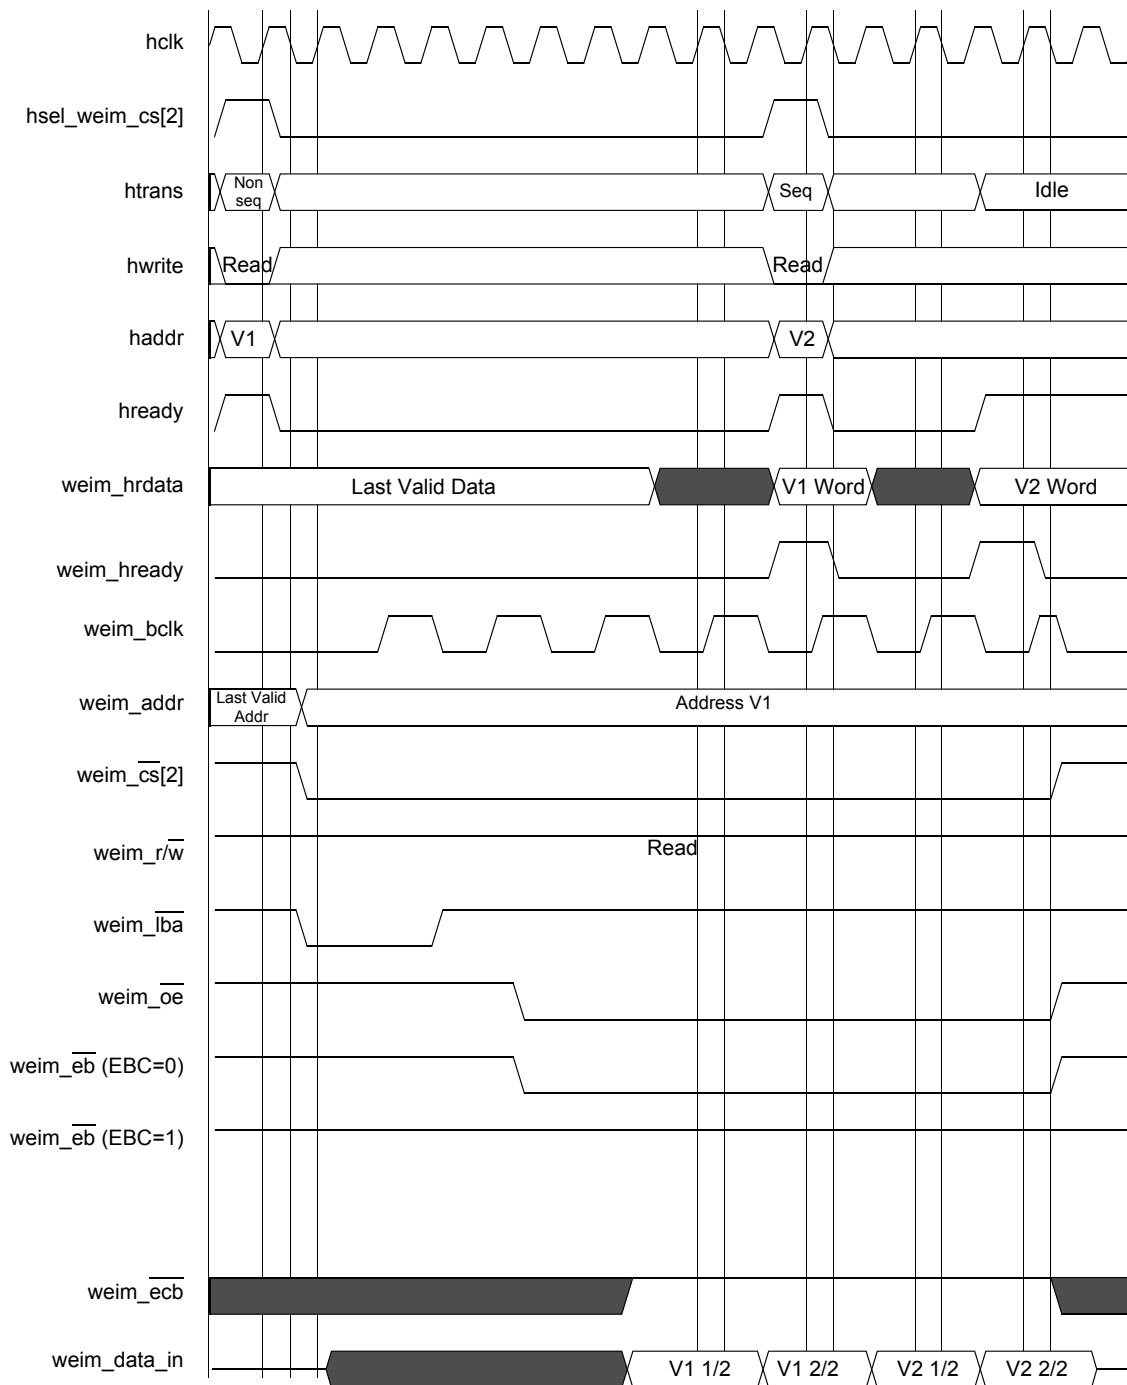 hclk
hsel_weim_cs[2]
htrans
Non
seq
Seq
Idle
hwrite
Read
Read
haddr
V1
V2
hready
weim_hrdata
Last Valid Data
V1 Word
V2 Word
weim_hready
weim_bclk
weim_addr
Last Valid
Addr
Address V1
weim_cs[2]
weim_r/w
Read
weim_lba
weim_oe
weim_eb (EBC=0)
weim_eb (EBC=1)
weim_ecb
weim_data_in
V1 1/2
V1 2/2
V2 1/2
V2 2/2